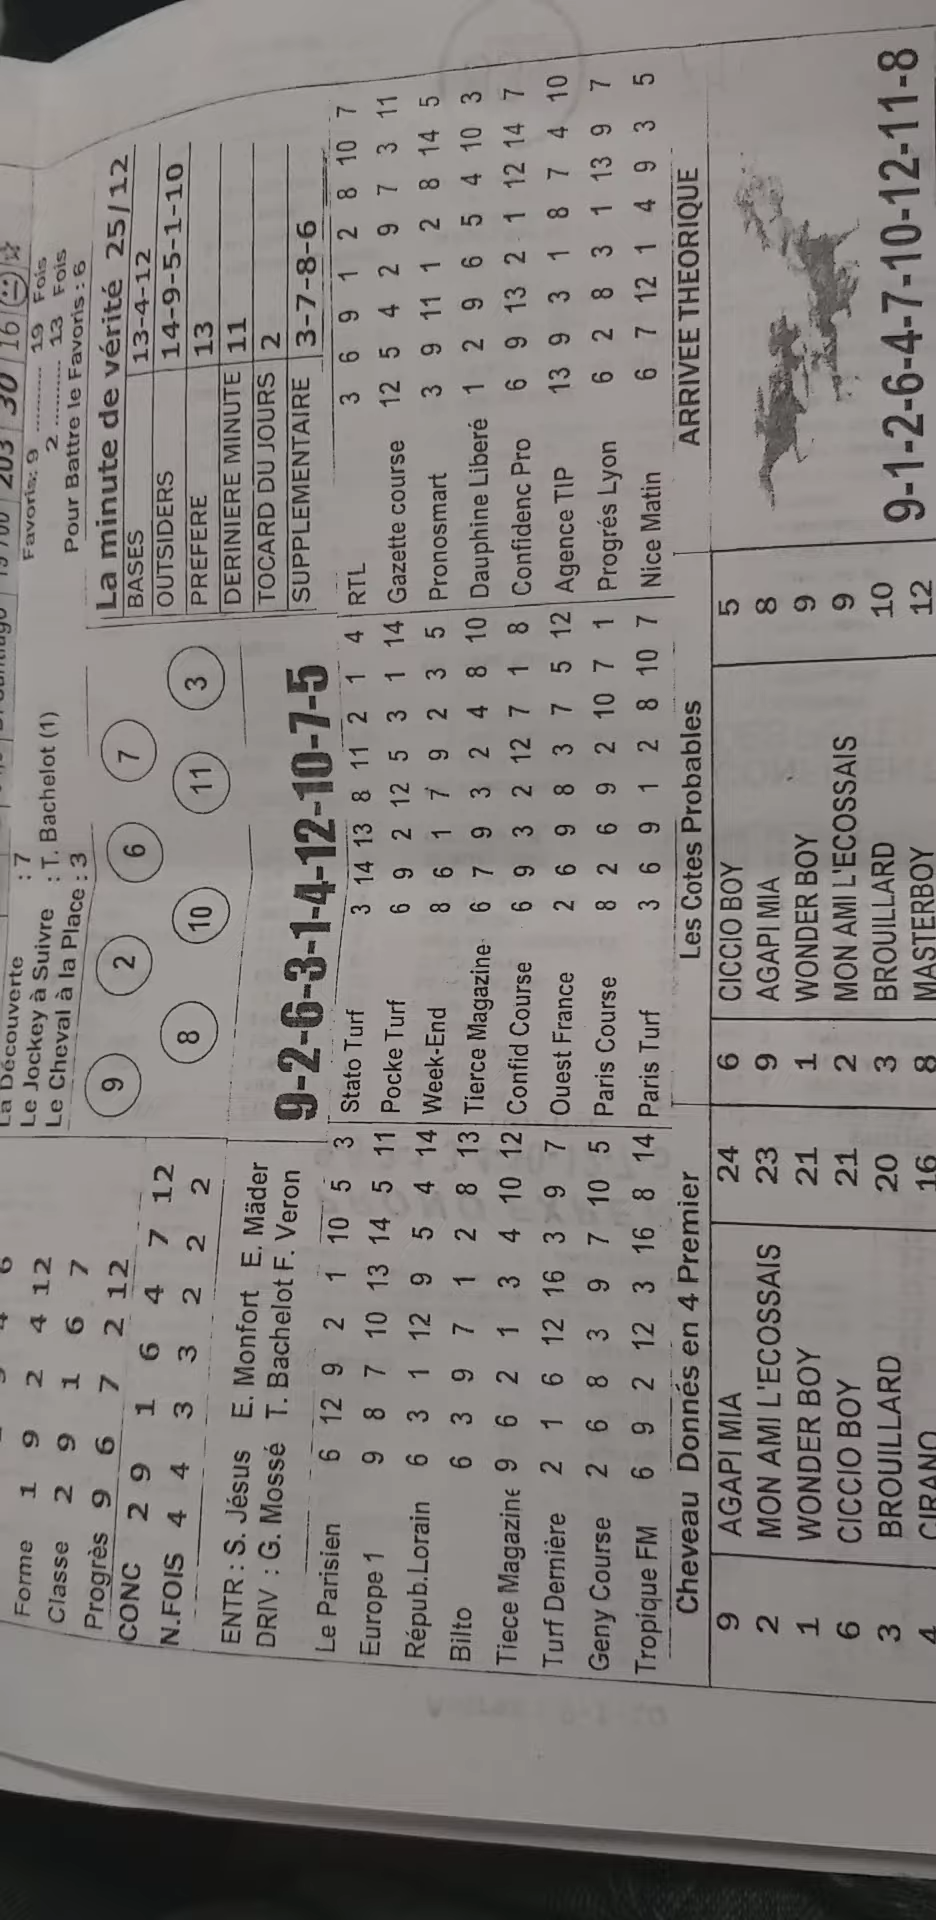 203 30 16
Favoris: 9 .......... 19 Fois
2 .......... 13 Fois
Pour Battre le Favoris : 6
La Découverte : 7
Le Jockey à Suivre : T. Bachelot (1)
Le Cheval à la Place : 3
9 2 6 7
8 10 11 3
Forme 1 9 2 4 12
Classe 2 9 1 6 7
Progrès 9 6 7 2 12
CONC 2 9 1 6 4 7 12
N.FOIS 4 4 3 3 2 2 2
ENTR : S. Jésus E. Monfort E. Mäder
DRIV : G. Mossé T. Bachelot F. Veron
La minute de vérité 25/12
BASES 13-4-12
OUTSIDERS 14-9-5-1-10
PREFERE 13
DERINIERE MINUTE 11
TOCARD DU JOURS 2
SUPPLEMENTAIRE 3-7-8-6
9-2-6-3-1-4-12-10-7-5
Le Parisien 6 12 9 2 1 10 5 3
Europe 1 9 8 7 10 13 14 5 11
Répub.Lorain 6 3 1 12 9 5 4 14
Bilto 6 3 9 7 1 2 8 13
Tiece Magazine 9 6 2 1 3 4 10 12
Turf Dernière 2 1 6 12 16 3 9 7
Geny Course 2 6 8 3 9 7 10 5
Tropique FM 6 9 2 12 3 16 8 14
Stato Turf 3 14 13 8 11 2 1 4
Pocke Turf 6 9 2 12 5 3 1 14
Week-End 8 6 1 7 9 2 3 5
Tierce Magazine 6 7 9 3 2 4 8 10
Confid Course 6 9 3 2 12 7 1 8
Ouest France 2 6 9 8 3 7 5 12
Paris Course 8 2 6 9 2 10 7 1
Paris Turf 3 6 9 1 2 8 10 7
RTL 3 6 9 1 2 8 10 7
Gazette course 12 5 4 2 9 7 3 11
Pronosmart 3 9 11 1 2 8 14 5
Dauphine Liberé 1 2 9 6 5 4 10 3
Confidenc Pro 6 9 13 2 1 12 14 7
Agence TIP 13 9 3 1 8 7 4 10
Progrés Lyon 6 2 8 3 1 13 9 7
Nice Matin 6 7 12 1 4 9 3 5
Cheveau Donnés en 4 Premier
9 AGAPI MIA 24
2 MON AMI L'ECOSSAIS 23
1 WONDER BOY 21
6 CICCIO BOY 21
3 BROUILLARD 20
4 CIRANO 16
Les Cotes Probables
6 CICCIO BOY 5
9 AGAPI MIA 8
1 WONDER BOY 9
2 MON AMI L'ECOSSAIS 9
3 BROUILLARD 10
8 MASTERBOY 12
ARRIVEE THEORIQUE
9-1-2-6-4-7-10-12-11-8